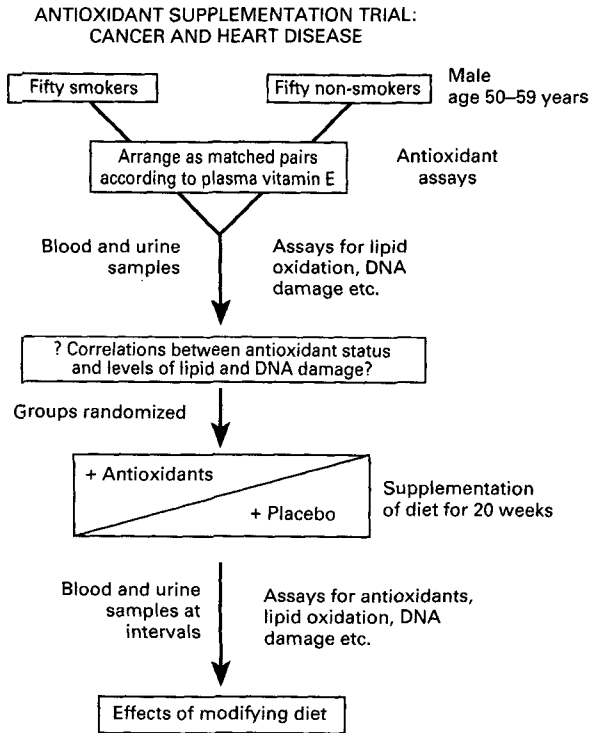 ANTIOXIDANT SUPPLEMENTATION TRIAL:
CANCER AND HEART DISEASE
Fifty smokers
Fifty non-smokers
Male
age 50–59 years
Arrange as matched pairs
according to plasma vitamin E
Antioxidant
assays
Blood and urine
samples
Assays for lipid
oxidation, DNA
damage etc.
? Correlations between antioxidant status
and levels of lipid and DNA damage?
Groups randomized
+ Antioxidants
+ Placebo
Supplementation
of diet for 20 weeks
Blood and urine
samples at
intervals
Assays for antioxidants,
lipid oxidation, DNA
damage etc.
Effects of modifying diet